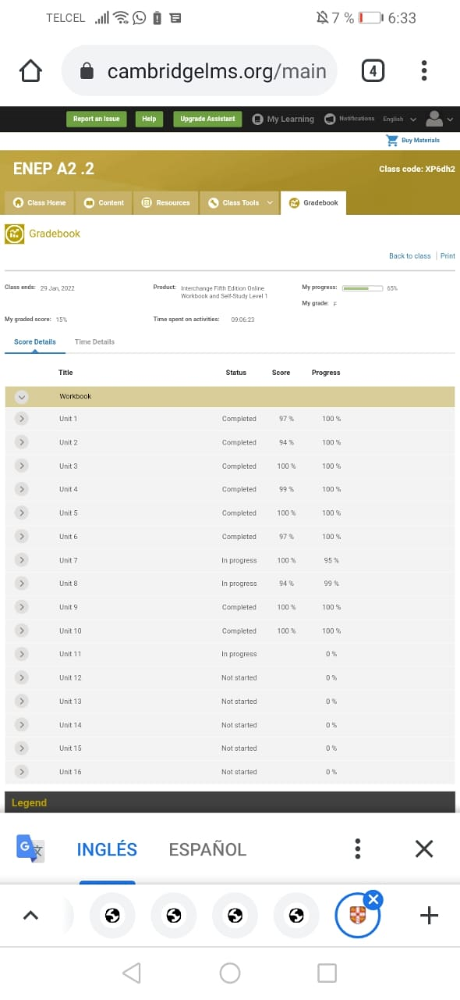 TELCEL 7 % 6:33
cambridgelms.org/main 4
Report an Issue Help Upgrade Assistant My Learning Notifications English
Buy Materials
ENEP A2 .2 Class code: XP6dh2
Class Home Content Resources Class Tools Gradebook
Gradebook
Back to class | Print
Class ends: 29 Jan, 2022 Product: Interchange Fifth Edition Online My progress: 65%
Workbook and Self-Study Level 1
My grade: F
My graded score: 15% Time spent on activities: 09:06:23
Score Details Time Details
Title Status Score Progress
Workbook
Unit 1 Completed 97 % 100 %
Unit 2 Completed 94 % 100 %
Unit 3 Completed 100 % 100 %
Unit 4 Completed 99 % 100 %
Unit 5 Completed 100 % 100 %
Unit 6 Completed 97 % 100 %
Unit 7 In progress 100 % 95 %
Unit 8 In progress 94 % 99 %
Unit 9 Completed 100 % 100 %
Unit 10 Completed 100 % 100 %
Unit 11 In progress 0 %
Unit 12 Not started 0 %
Unit 13 Not started 0 %
Unit 14 Not started 0 %
Unit 15 Not started 0 %
Unit 16 Not started 0 %
Legend
G 文 INGLÉS ESPAÑOL